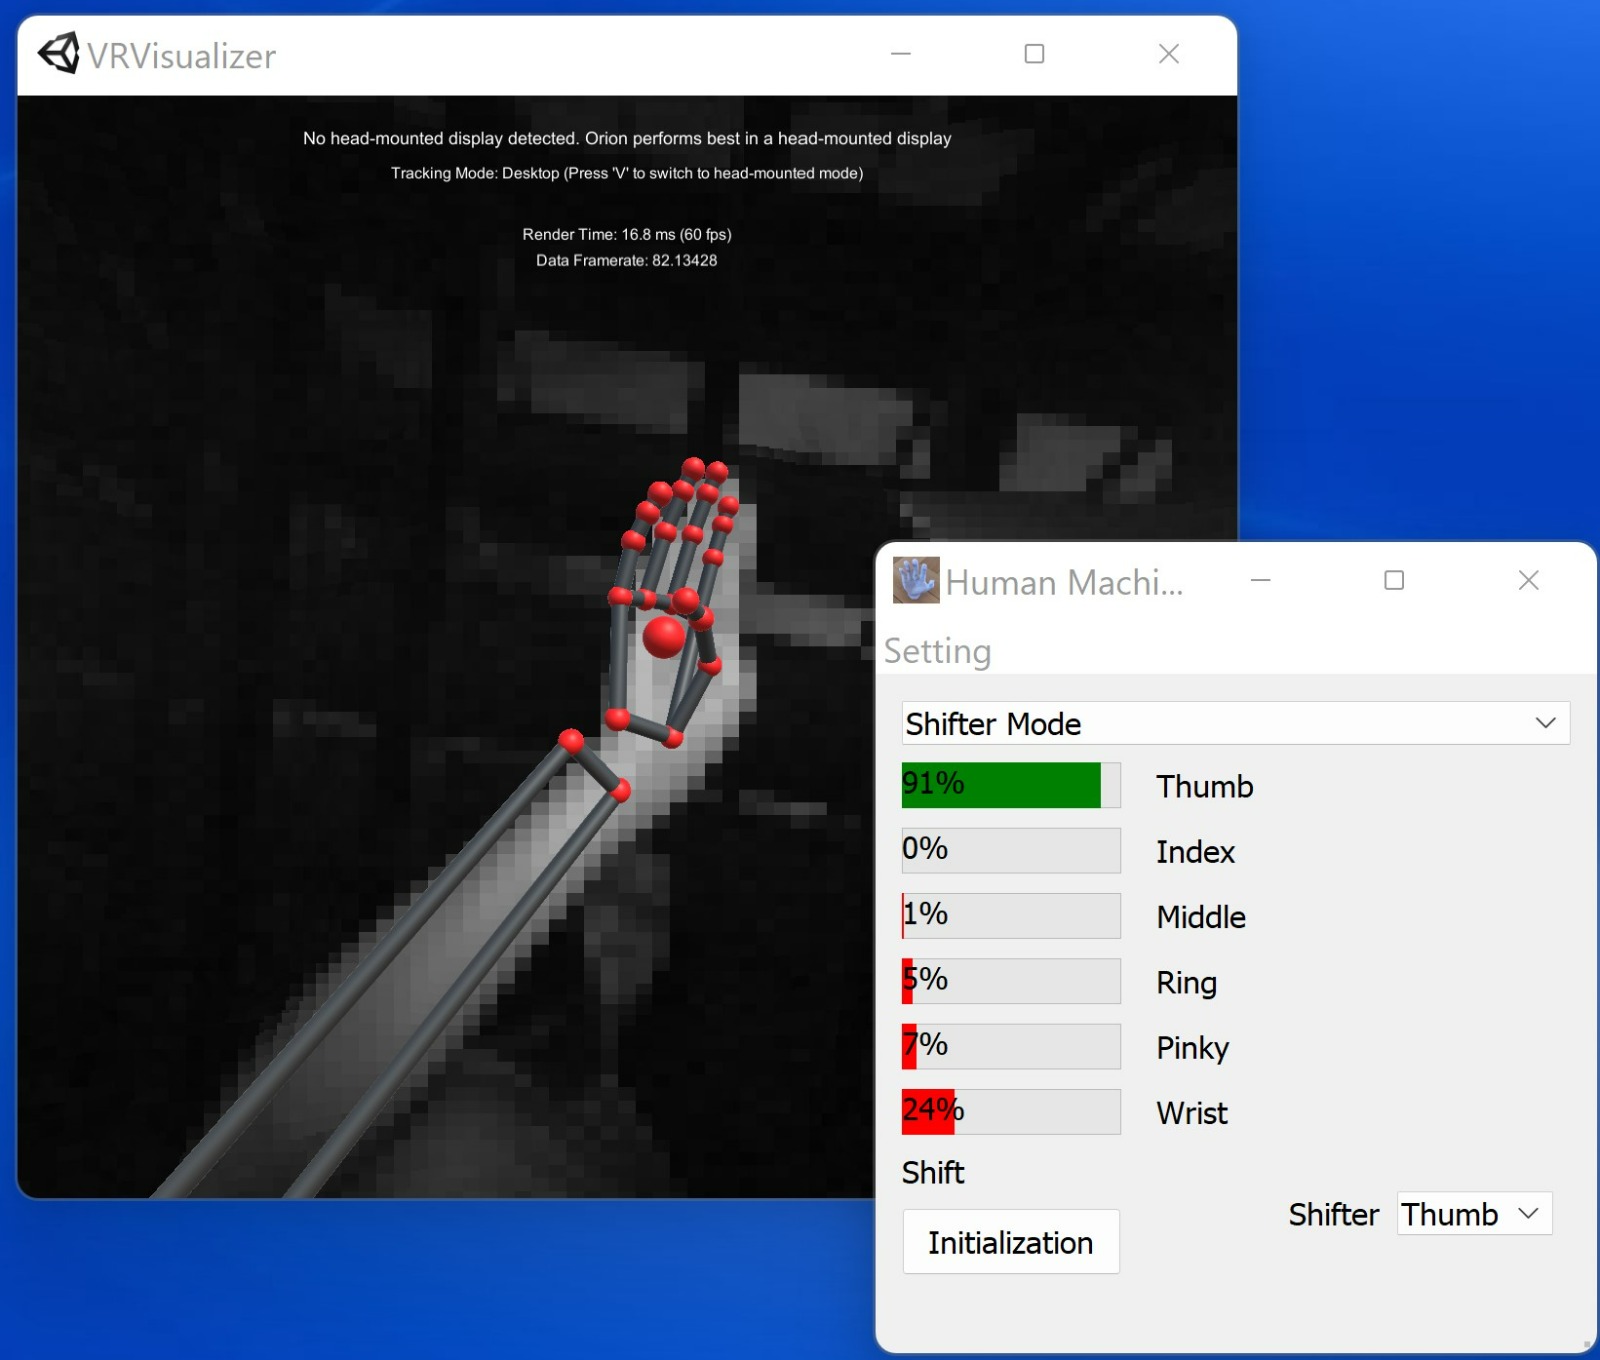 VRVisualizer
No head-mounted display detected. Orion performs best in a head-mounted display
Tracking Mode: Desktop (Press 'V' to switch to head-mounted mode)
Render Time: 16.8 ms (60 fps)
Data Framerate: 82.13428
Human Machi...
Setting
Shifter Mode
91% Thumb
0% Index
1% Middle
5% Ring
7% Pinky
24% Wrist
Shift
Shifter Thumb
Initialization